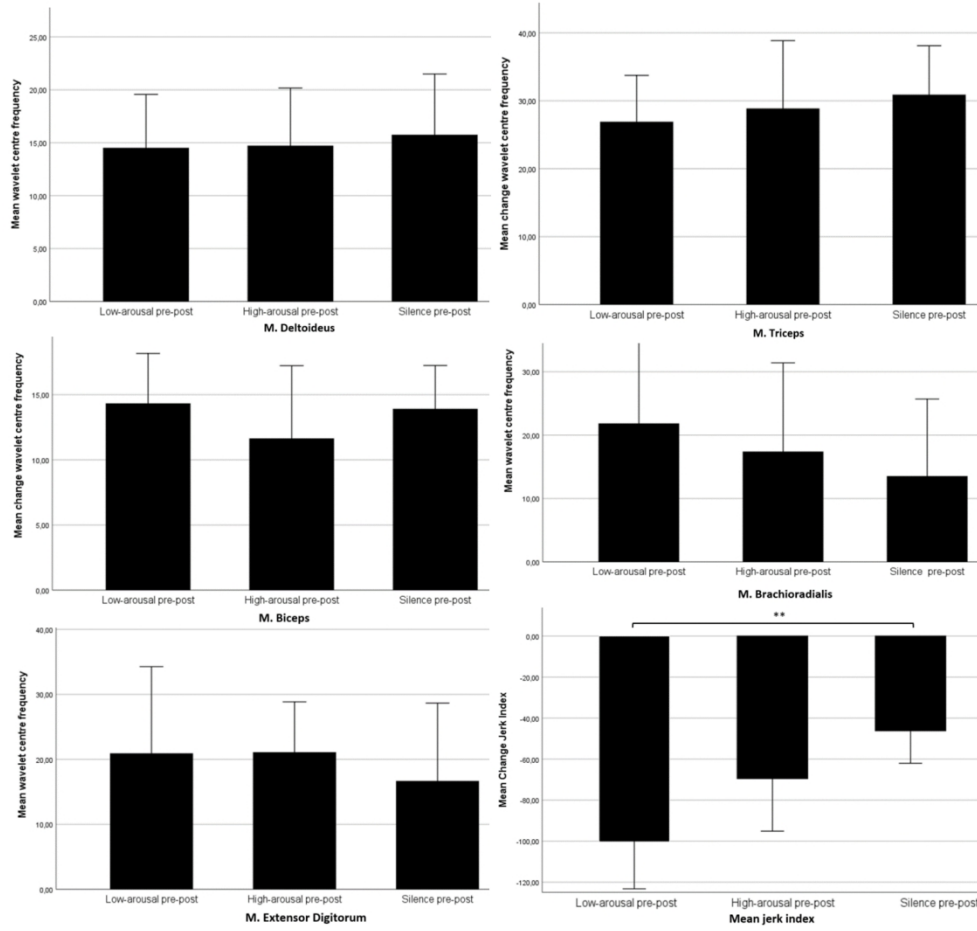 Mean wavelet centre frequency
25,00
20,00
15,00
10,00
5,00
0,00
Low-arousal pre-post High-arousal pre-post Silence pre-post
M. Deltoideus
Mean change wavelet centre frequency
40,00
30,00
20,00
10,00
0,00
Low-arousal pre-post High-arousal pre-post Silence pre-post
M. Triceps
Mean change wavelet centre frequency
15,00
10,00
5,00
0,00
Low-arousal pre-post High-arousal pre-post Silence pre-post
M. Biceps
Mean wavelet centre frequency
30,00
20,00
10,00
0,00
Low-arousal pre-post High-arousal pre-post Silence pre-post
M. Brachioradialis
Mean wavelet centre frequency
40,00
30,00
20,00
10,00
0,00
Low-arousal pre-post High-arousal pre-post Silence pre-post
M. Extensor Digitorum
Mean Change Jerk Index
**
0,00
-20,00
-40,00
-60,00
-80,00
-100,00
-120,00
Low-arousal pre-post High-arousal pre-post Silence pre-post
Mean jerk index